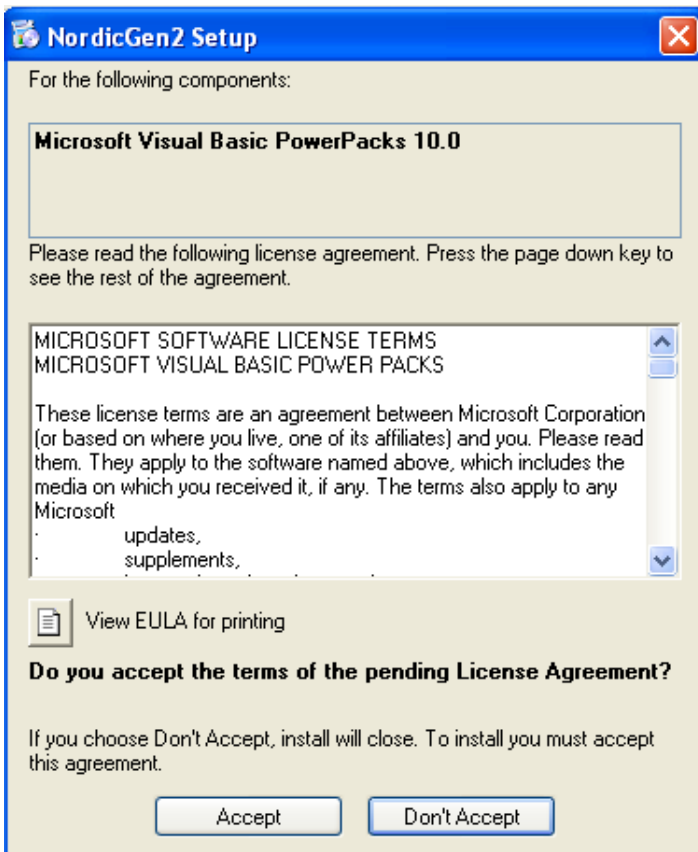 NordicGen2 Setup
For the following components:
Microsoft Visual Basic PowerPacks 10.0
Please read the following license agreement. Press the page down key to
see the rest of the agreement.
MICROSOFT SOFTWARE LICENSE TERMS
MICROSOFT VISUAL BASIC POWER PACKS
These license terms are an agreement between Microsoft Corporation
(or based on where you live, one of its affiliates) and you. Please read
them. They apply to the software named above, which includes the
media on which you received it, if any. The terms also apply to any
Microsoft
· updates,
· supplements,
View EULA for printing
Do you accept the terms of the pending License Agreement?
If you choose Don't Accept, install will close. To install you must accept
this agreement.
Accept
Don't Accept